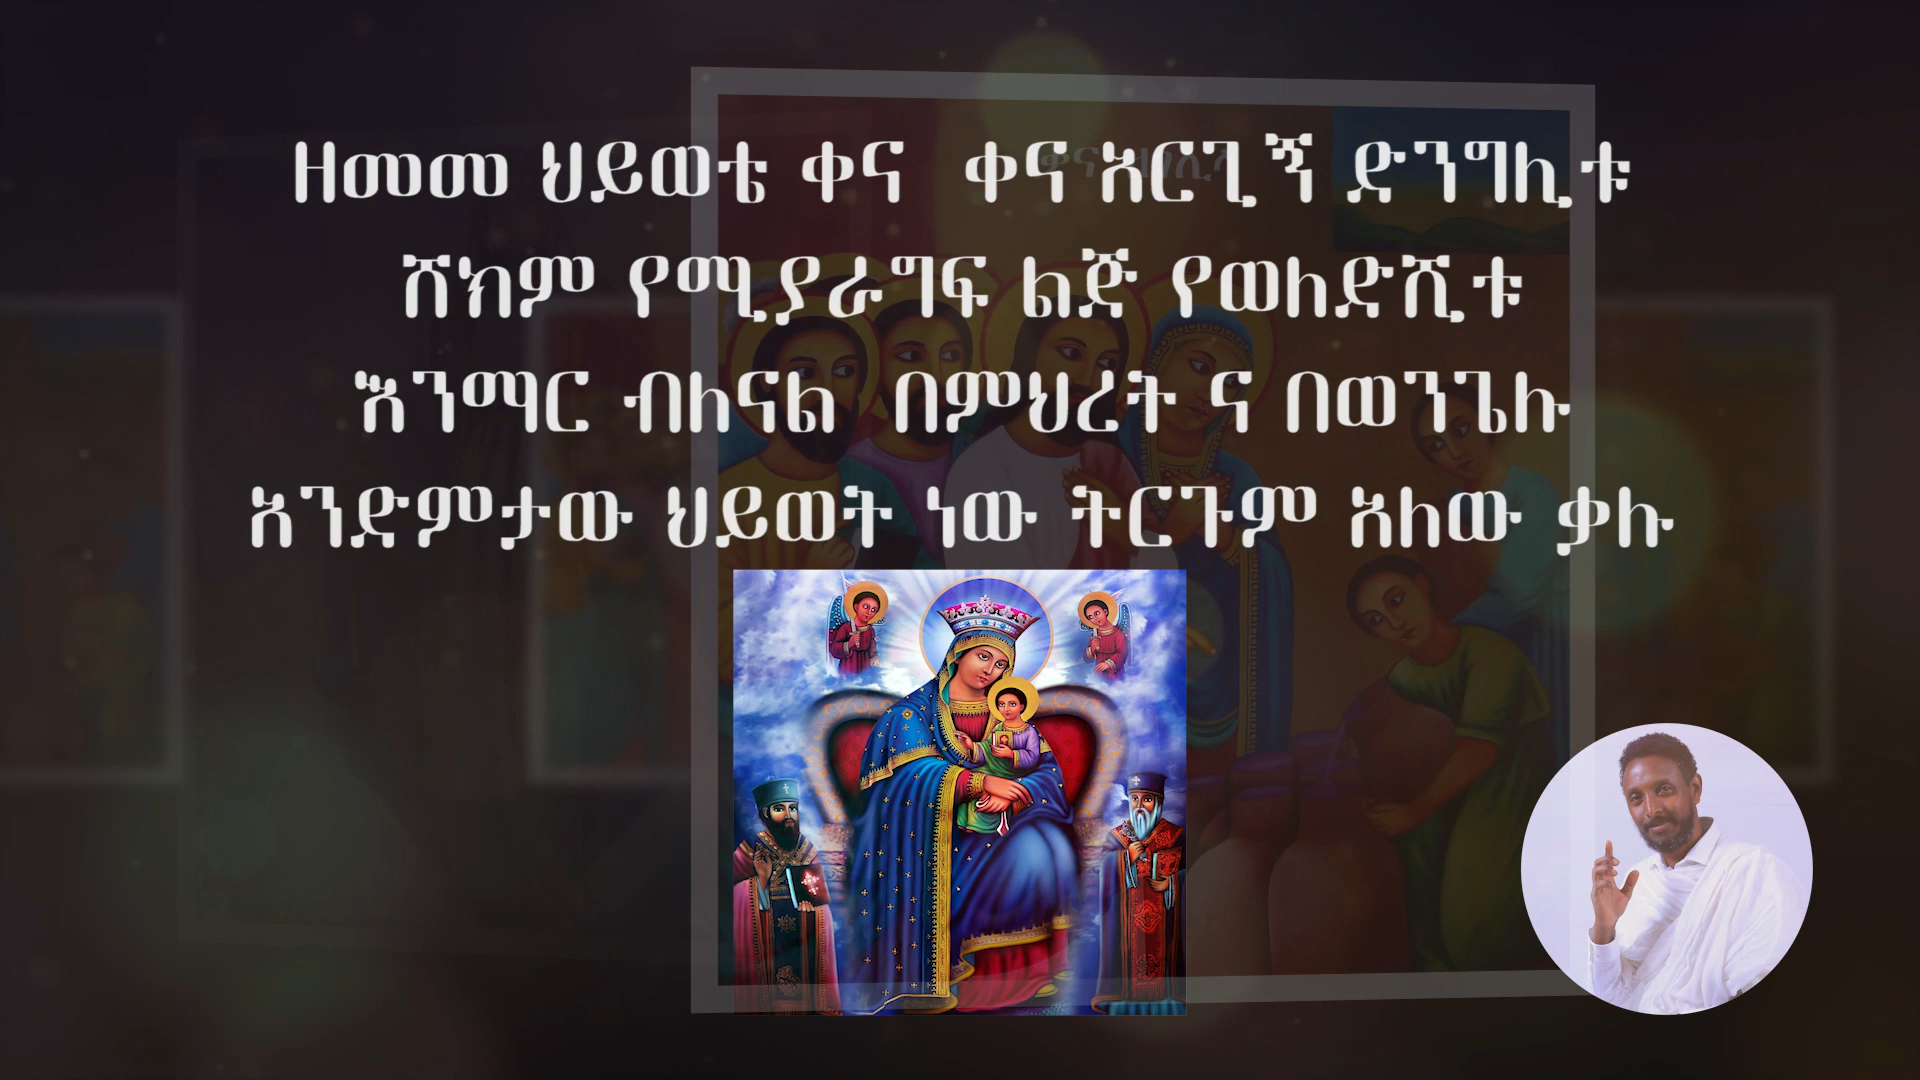 ዘመመ ህይወቴ ቀና ቀና አርጊኝ ድንግሊቱ
ሸክም የሚያራግፍ ልጅ የወለድሺቱ
እንማር ብለናል በምህረት ና በወንጌሉ
አንድምታው ህይወት ነው ትርጉም አለው ቃሉ